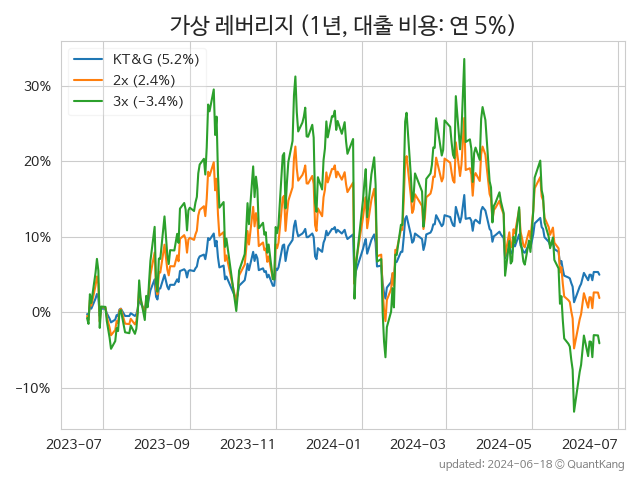 가상 레버리지 (1년, 대출 비용: 연 5%)
KT&G (5.2%)
2x (2.4%)
3x (−3.4%)
30%
20%
10%
0%
−10%
2023-07 2023-09 2023-11 2024-01 2024-03 2024-05 2024-07
updated: 2024-06-18 © QuantKang